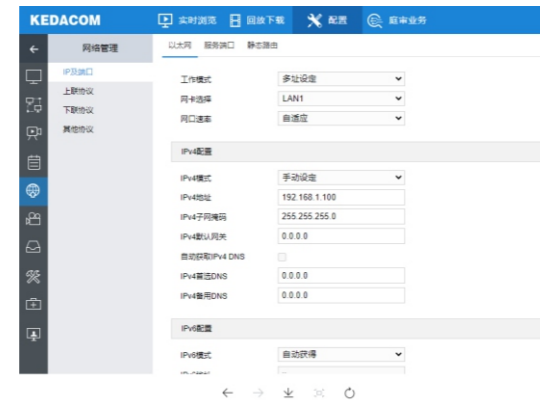 KEDACOM 实时浏览 回放下载 配置 庭审业务
网络管理
以太网 服务端口 静态路由
IP及端口
上联协议
下联协议
其他协议
工作模式 多址设定
网卡选择 LAN1
网口速率 自适应
IPv4配置
IPv4模式 手动设定
IPv4地址 192.168.1.100
IPv4子网掩码 255.255.255.0
IPv4默认网关 0.0.0.0
自动获取IPv4 DNS
IPv4首选DNS 0.0.0.0
IPv4备用DNS 0.0.0.0
IPv6配置
IPv6模式 自动获得